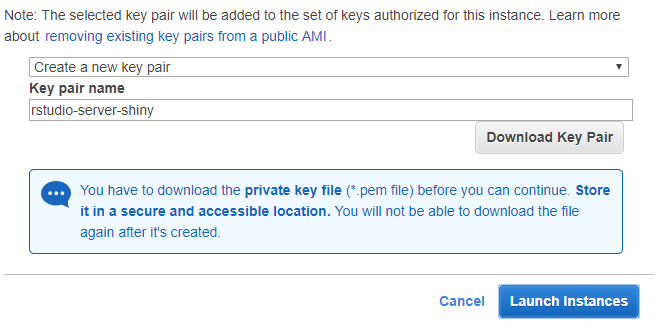 Note: The selected key pair will be added to the set of keys authorized for this instance. Learn more
about removing existing key pairs from a public AMI.
Create a new key pair
Key pair name
rstudio-server-shiny
Download Key Pair
You have to download the private key file (*.pem file) before you can continue. Store
it in a secure and accessible location. You will not be able to download the file
again after it's created.
Cancel Launch Instances